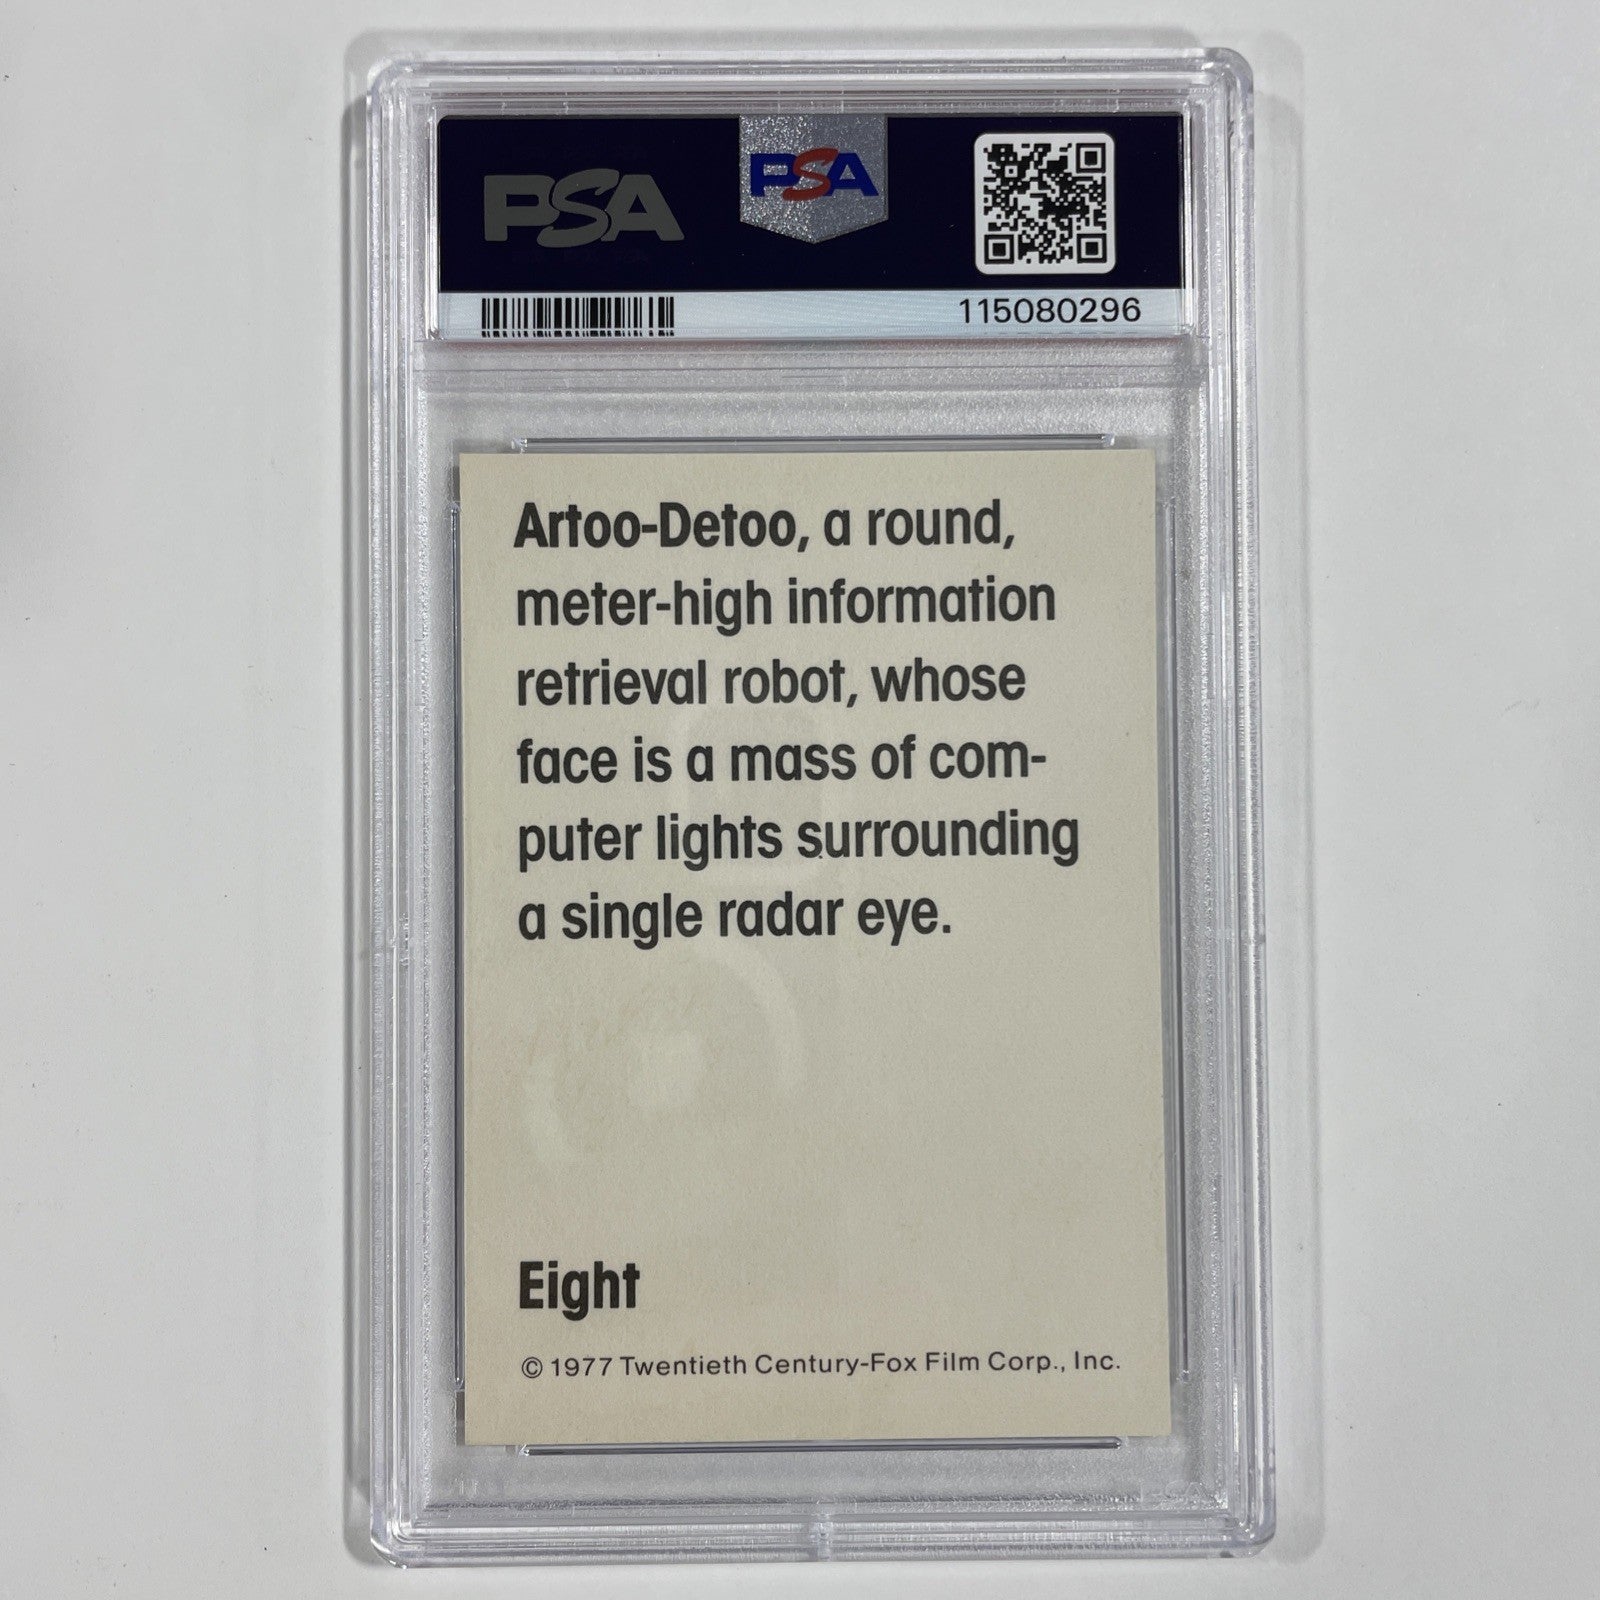 PSA
PSA
115080296
Artoo-Detoo, a round,
meter-high information
retrieval robot, whose
face is a mass of com-
puter lights surrounding
a single radar eye.
Eight
© 1977 Twentieth Century-Fox Film Corp., Inc.